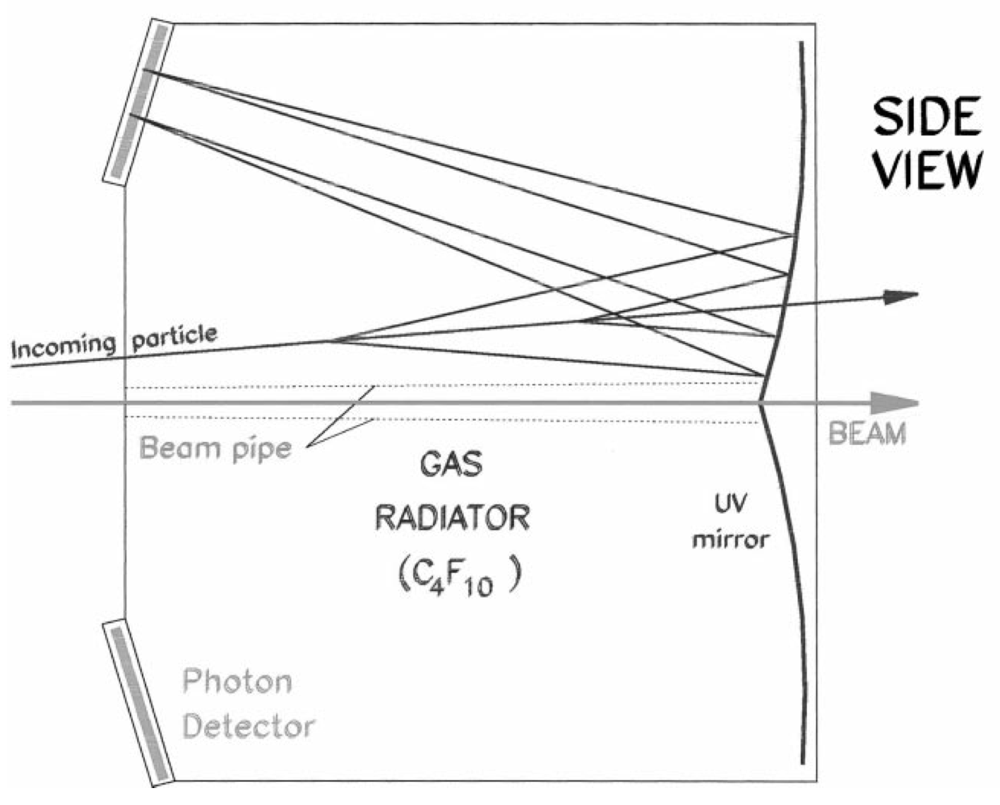 SIDE
VIEW
Incoming particle
Beam pipe
BEAM
GAS
RADIATOR
(C₄F₁₀ )
UV
mirror
Photon
Detector